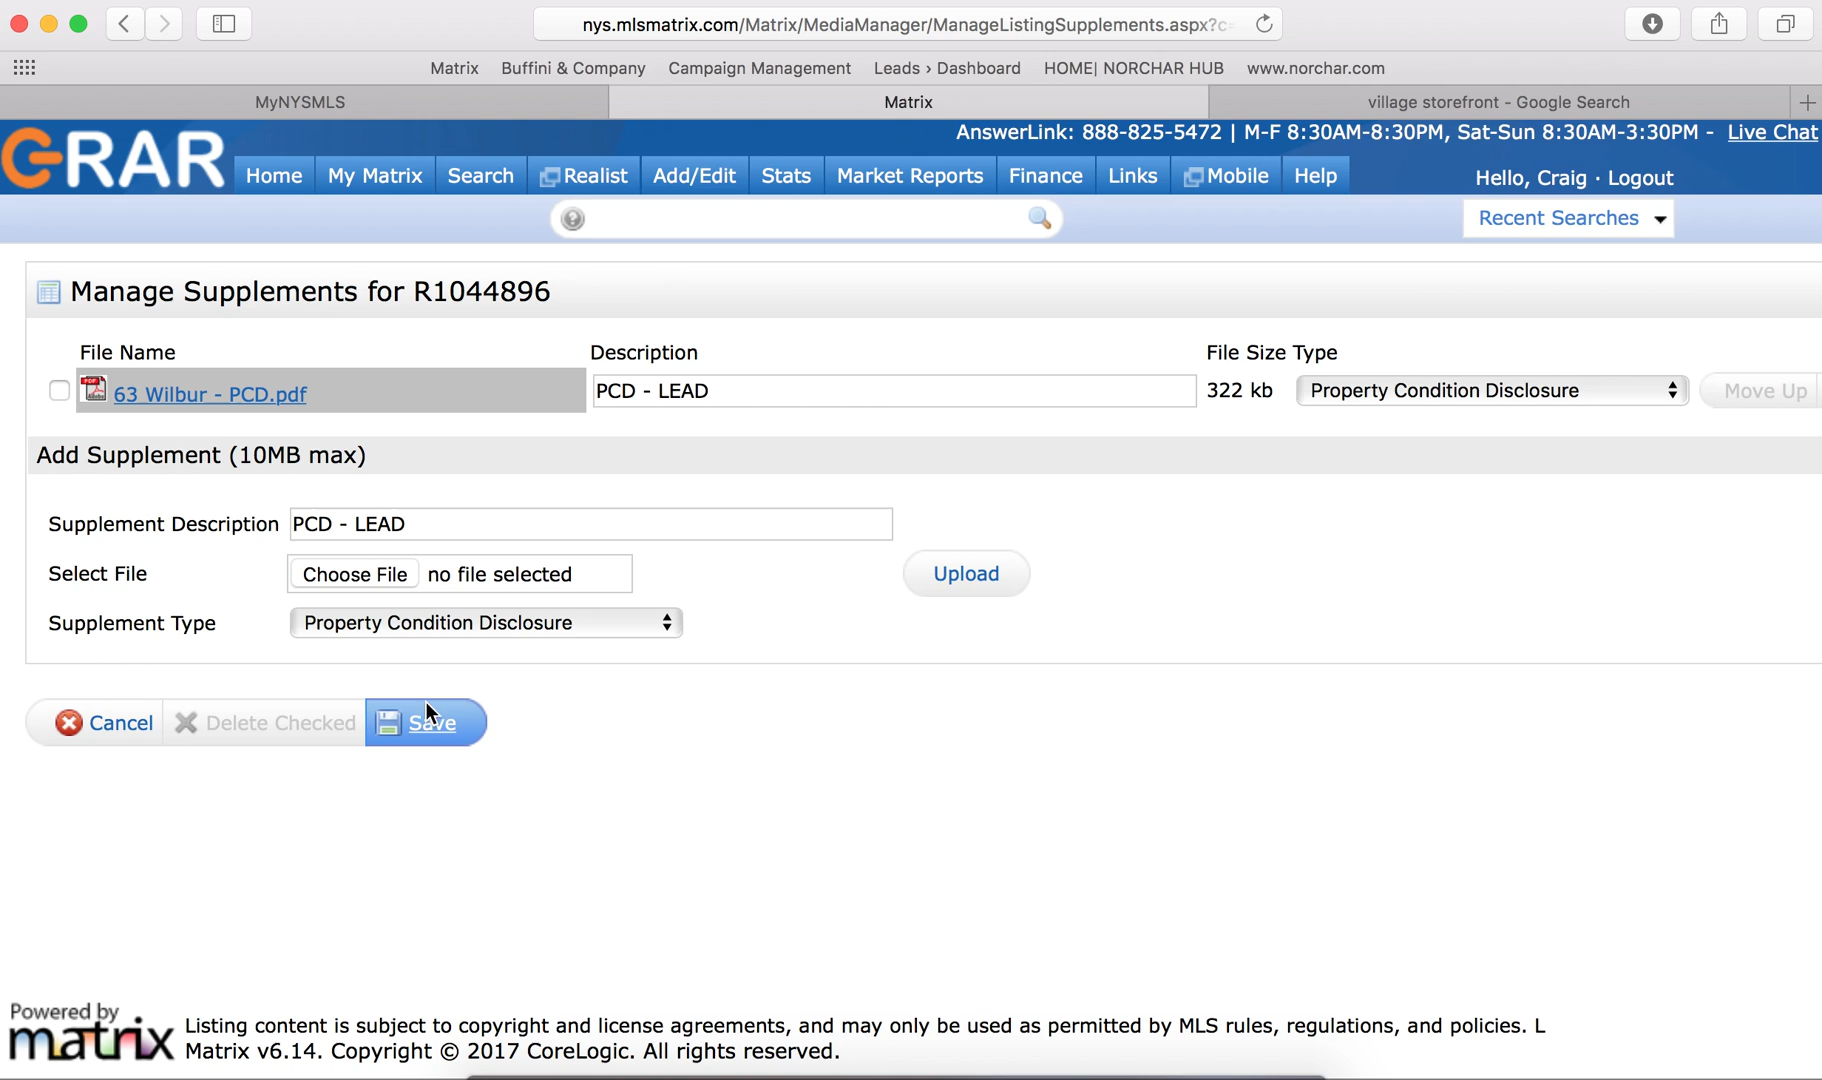 nys.mlsmatrix.com/Matrix/MediaManager/ManageListingSupplements.aspx?c=
Matrix Buffini & Company Campaign Management Leads › Dashboard HOME| NORCHAR HUB www.norchar.com
MyNYSMLS Matrix village storefront - Google Search
AnswerLink: 888-825-5472 | M-F 8:30AM-8:30PM, Sat-Sun 8:30AM-3:30PM - Live Chat
GRAR
Home My Matrix Search Realist Add/Edit Stats Market Reports Finance Links Mobile Help Hello, Craig · Logout
Recent Searches
Manage Supplements for R1044896
File Name Description File Size Type
63 Wilbur - PCD.pdf PCD - LEAD 322 kb Property Condition Disclosure Move Up
Add Supplement (10MB max)
Supplement Description PCD - LEAD
Select File Choose File no file selected Upload
Supplement Type Property Condition Disclosure
Cancel Delete Checked Save
Powered by
matrix
Listing content is subject to copyright and license agreements, and may only be used as permitted by MLS rules, regulations, and policies. L
Matrix v6.14. Copyright © 2017 CoreLogic. All rights reserved.